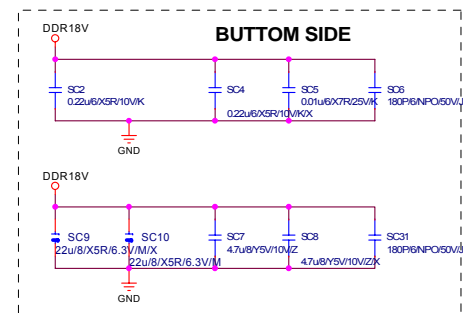 DDR18V
BUTTOM SIDE
SC2
0.22u/6/X5R/10V/K
SC4
0.22u/6/X5R/10V/K/X
SC5
0.01u/6/X7R/25V/K
SC6
180P/6/NPO/50V/J
GND
DDR18V
SC9
22u/8/X5R/6.3V/M/X
SC10
22u/8/X5R/6.3V/M
SC7
4.7u/8/Y5V/10V/Z
SC8
4.7u/8/Y5V/10V/Z/X
SC31
180P/6/NPO/50V/J
GND